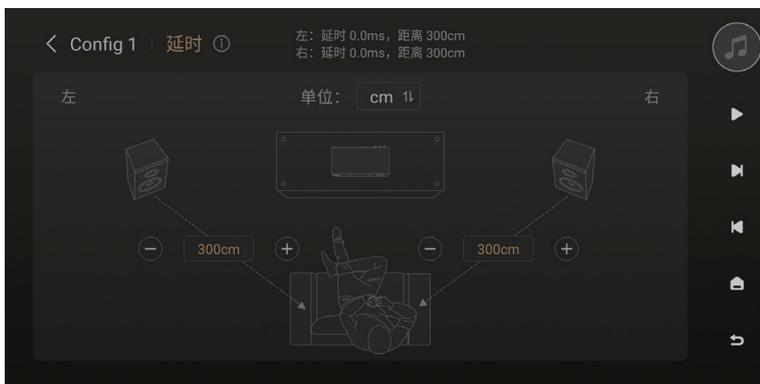 Config 1
延时
左：延时 0.0ms，距离 300cm
右：延时 0.0ms，距离 300cm
左
单位：
cm
右
300cm
300cm